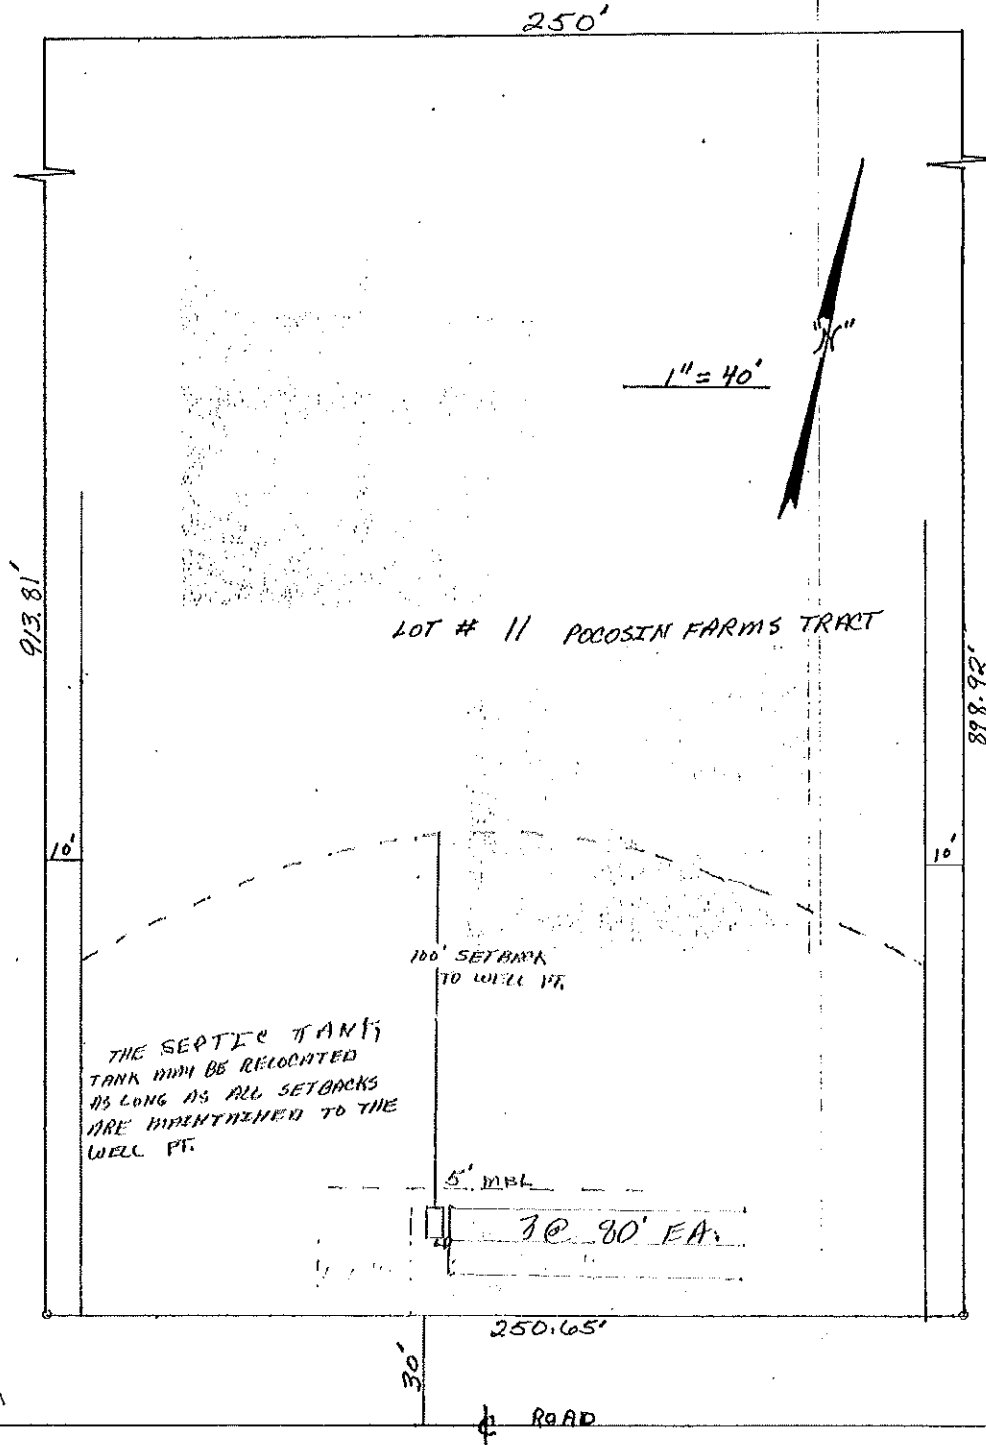 250'
"N"
1" = 40'
913.81'
LOT # 11 POCOSIN FARMS TRACT
898.92'
10'
10'
100' SETBACK
TO WELL PT.
THE SEPTIC TANK
TANK MAY BE RELOCATED
AS LONG AS ALL SETBACKS
ARE MAINTAINED TO THE
WELL PT.
5' MBL
3 @ 80' EA.
250.65'
30'
ROAD